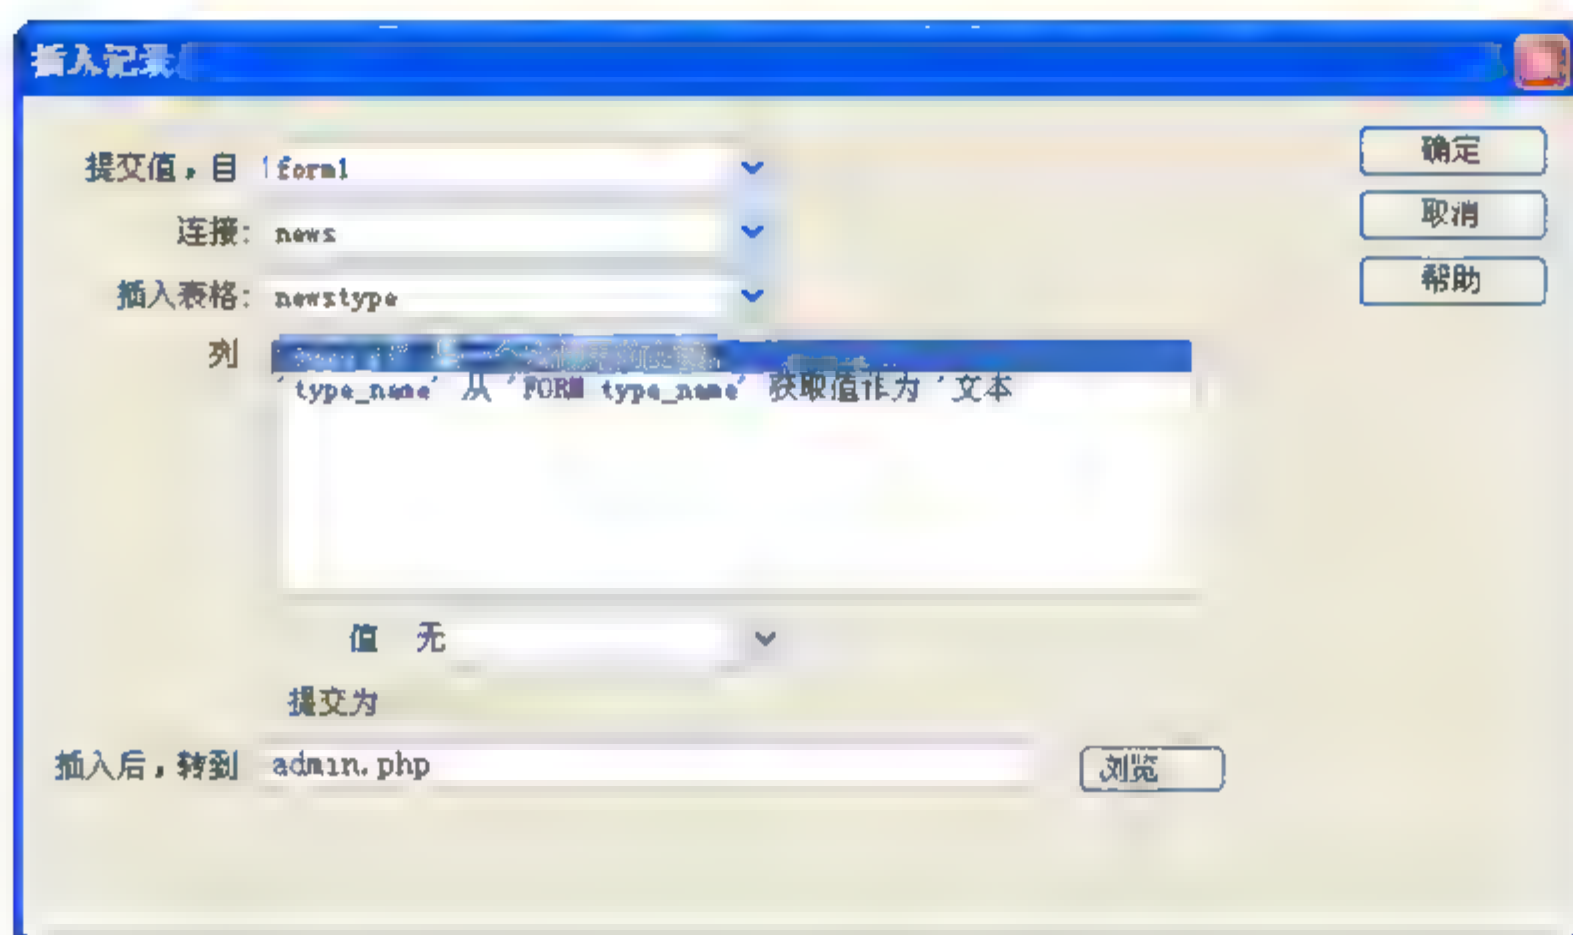 插入记录
提交值,自 form1
确定
连接: news
取消
插入表格: newstype
帮助
列
'type_name' 从 'FORM type_name' 获取值作为 '文本
值 无
提交为
插入后,转到 admin.php
浏览